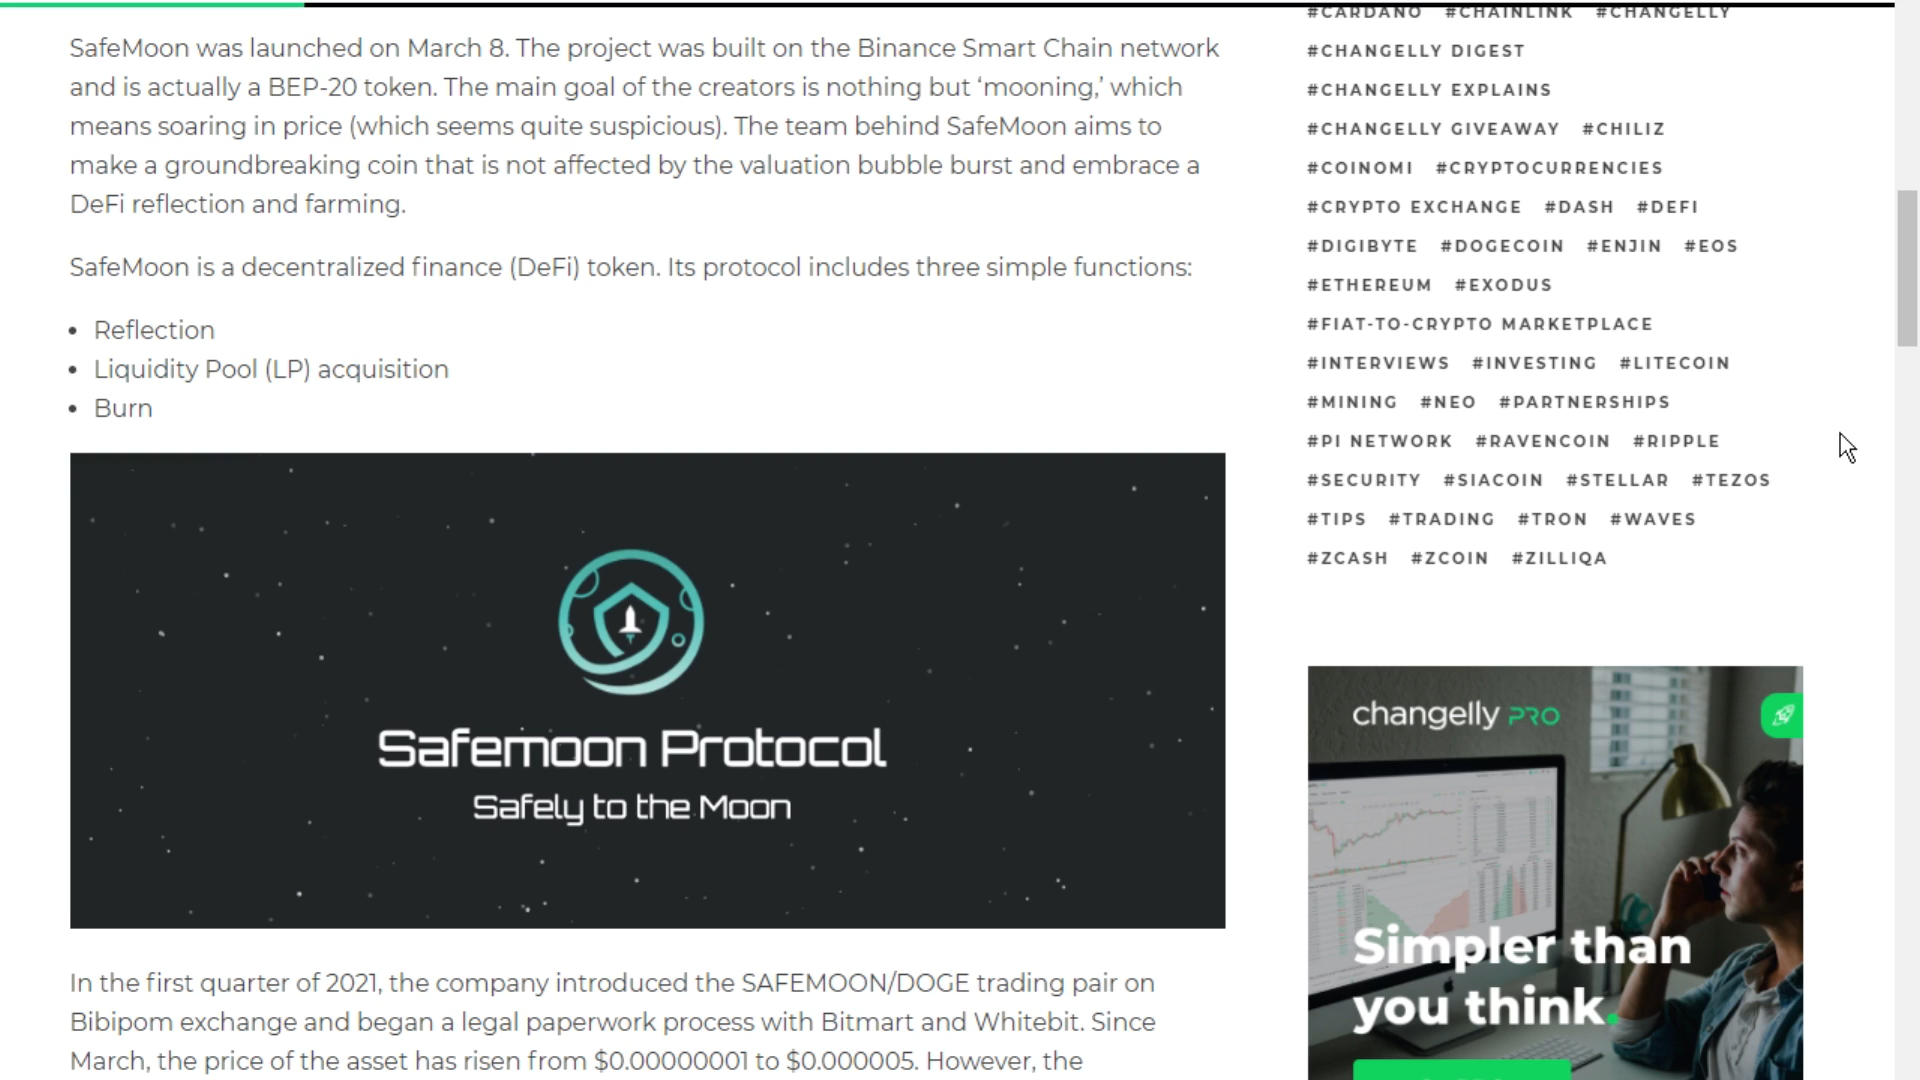 SafeMoon was launched on March 8. The project was built on the Binance Smart Chain network
and is actually a BEP-20 token. The main goal of the creators is nothing but ‘mooning,’ which
means soaring in price (which seems quite suspicious). The team behind SafeMoon aims to
make a groundbreaking coin that is not affected by the valuation bubble burst and embrace a
DeFi reflection and farming.
SafeMoon is a decentralized finance (DeFi) token. Its protocol includes three simple functions:
• Reflection
• Liquidity Pool (LP) acquisition
• Burn
Safemoon Protocol
Safely to the Moon
In the first quarter of 2021, the company introduced the SAFEMOON/DOGE trading pair on
Bibipom exchange and began a legal paperwork process with Bitmart and Whitebit. Since
March, the price of the asset has risen from $0.00000001 to $0.000005. However, the
#CARDANO #CHAINLINK #CHANGELLY
#CHANGELLY DIGEST
#CHANGELLY EXPLAINS
#CHANGELLY GIVEAWAY #CHILIZ
#COINOMI #CRYPTOCURRENCIES
#CRYPTO EXCHANGE #DASH #DEFI
#DIGIBYTE #DOGECOIN #ENJIN #EOS
#ETHEREUM #EXODUS
#FIAT-TO-CRYPTO MARKETPLACE
#INTERVIEWS #INVESTING #LITECOIN
#MINING #NEO #PARTNERSHIPS
#PI NETWORK #RAVENCOIN #RIPPLE
#SECURITY #SIACOIN #STELLAR #TEZOS
#TIPS #TRADING #TRON #WAVES
#ZCASH #ZCOIN #ZILLIQA
changelly PRO
Simpler than
you think.